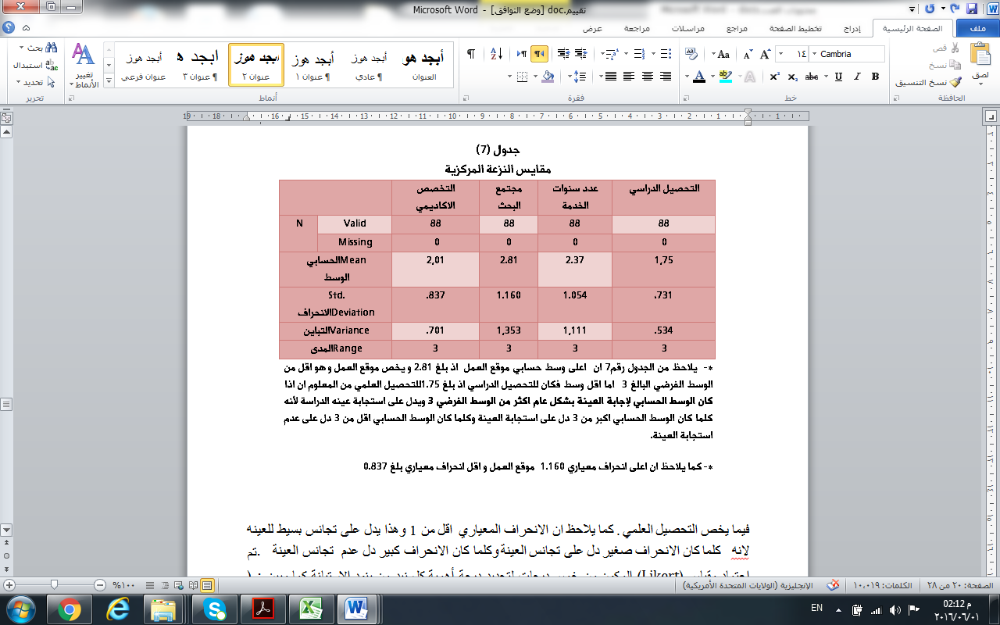 تقييم.doc [وضع التوافق] - Microsoft Word
ملف الصفحة الرئيسية إدراج تخطيط الصفحة مراجع مراسلات مراجعة عرض
قص
نسخ
نسخ التنسيق
لصق
الحافظة
Cambria ١٤
خط
فقرة
أبجد هو العنوان
أبجد هوز ¶ عادي
أبجد هوز ¶ عنوان ١
أبجد هوز عنوان ٢
ابجد ه ¶ عنوان ٣
أبجد هوز عنوان فرعي
تغيير الأنماط
أنماط
بحث
استبدال
تحديد
تحرير
جدول (7)
مقايس النزعة المركزية
التحصيل الدراسي عدد سنوات الخدمة مجتمع البحث التخصص الاكاديمي
N Valid 88 88 88 88
Missing 0 0 0 0
Meanالحسابي الوسط 2,01 2.81 2.37 1,75
Std. Deviationالانحراف .837 1.160 1.054 .731
Varianceالتباين .701 1,353 1,111 .534
Rangeالمدى 3 3 3 3
*- يلاحظ من الجدول رقم7 ان اعلى وسط حسابي موقع العمل اذ بلغ 2.81 و يخص موقع العمل و هو اقل من
الوسط الفرضي البالغ 3 اما اقل وسط فكان للتحصيل الدراسي اذ بلغ 1.75للتحصيل العلمي من المعلوم ان اذا
كان الوسط الحسابي لإجابة العينة بشكل عام اكثر من الوسط الفرضي 3 ويدل على استجابة عينه الدراسة لأنه
كلما كان الوسط الحسابي اكبر من 3 دل على استجابة العينة وكلما كان الوسط الحسابي اقل من 3 دل على عدم
استجابة العينة.
*- كما يلاحظ ان اعلى انحراف معياري 1.160 موقع العمل و اقل انحراف معياري بلغ 0.837
فيما يخص التحصيل العلمي . كما يلاحظ ان الانحراف المعياري اقل من 1 وهذا يدل على تجانس بسيط للعينه
لانه كلما كان الانحراف صغير دل على تجانس العينة وكلما كان الانحراف كبير دل عدم تجانس العينة .تم
الصفحة: ٢٠ من ٢٨ الكلمات: ١٠,٠١٩ الإنجليزية (الولايات المتحدة الأمريكية) ١٠٠%
EN 02:12 م
٢٠١٦/٠٦/٠١